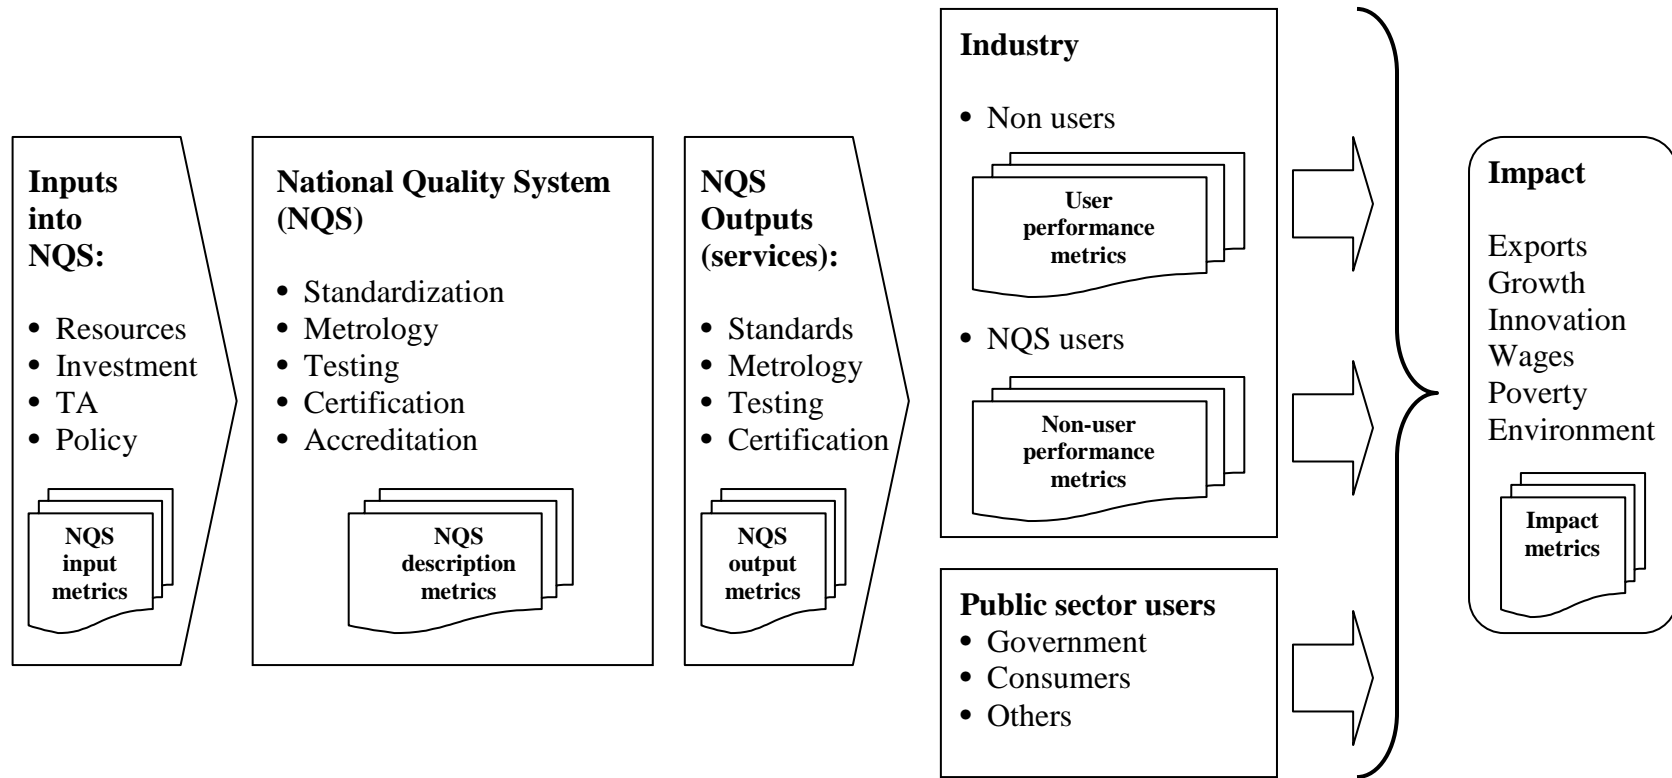 Inputs
into
NQS:
• Resources
• Investment
• TA
• Policy
NQS
input
metrics
National Quality System
(NQS)
• Standardization
• Metrology
• Testing
• Certification
• Accreditation
NQS
description
metrics
NQS
Outputs
(services):
• Standards
• Metrology
• Testing
• Certification
NQS
output
metrics
Industry
• Non users
User
performance
metrics
• NQS users
Non-user
performance
metrics
Public sector users
• Government
• Consumers
• Others
Impact
Exports
Growth
Innovation
Wages
Poverty
Environment
Impact
metrics